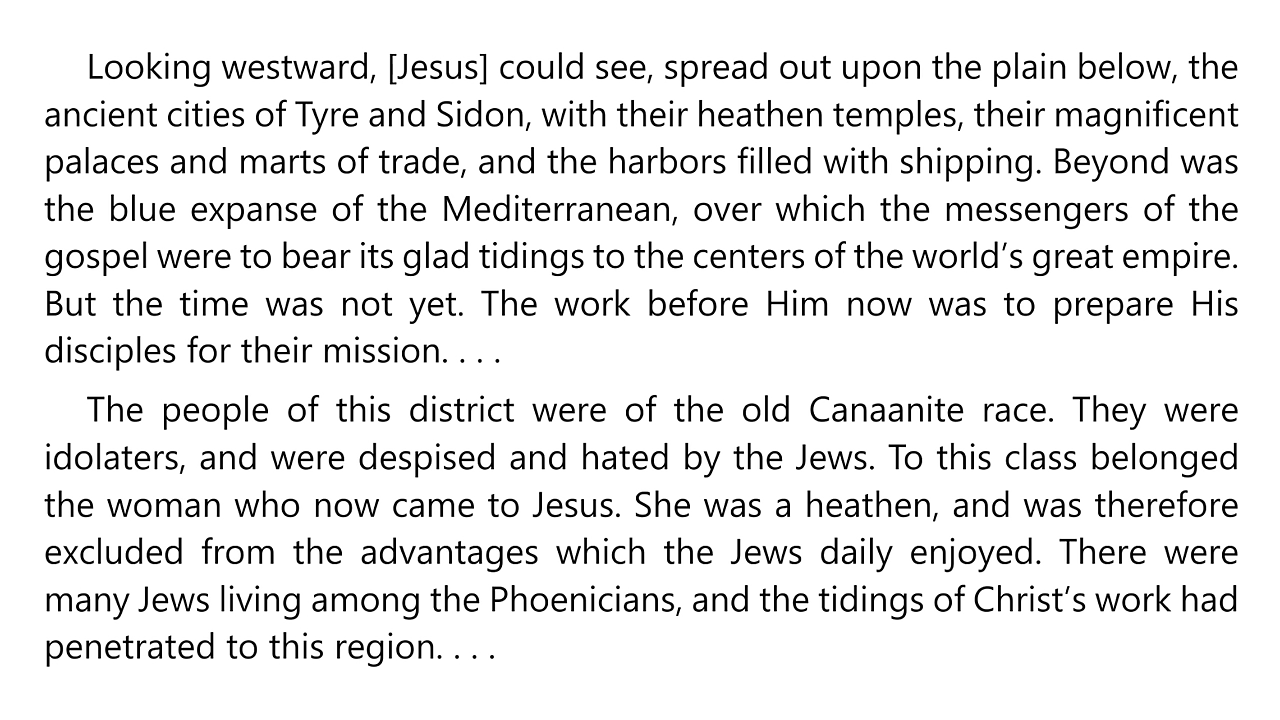 Looking westward, [Jesus] could see, spread out upon the plain below, the
ancient cities of Tyre and Sidon, with their heathen temples, their magnificent
palaces and marts of trade, and the harbors filled with shipping. Beyond was
the blue expanse of the Mediterranean, over which the messengers of the
gospel were to bear its glad tidings to the centers of the world’s great empire.
But the time was not yet. The work before Him now was to prepare His
disciples for their mission. . . .
The people of this district were of the old Canaanite race. They were
idolaters, and were despised and hated by the Jews. To this class belonged
the woman who now came to Jesus. She was a heathen, and was therefore
excluded from the advantages which the Jews daily enjoyed. There were
many Jews living among the Phoenicians, and the tidings of Christ’s work had
penetrated to this region. . . .